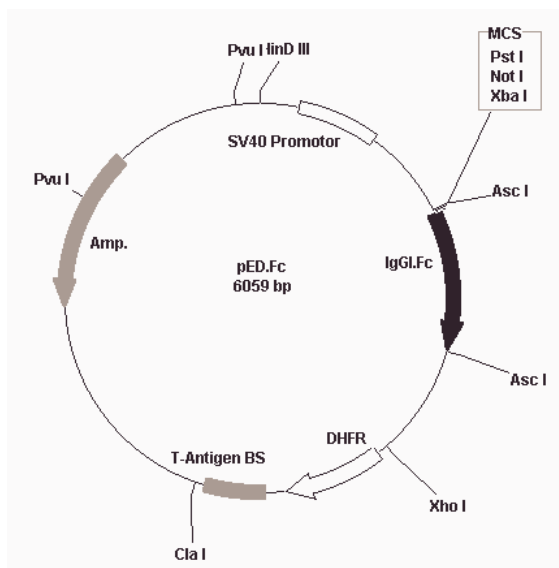 MCS
Pst I
Not I
Xba I
Pvu I
HinD III
SV40 Promotor
Asc I
Pvu I
Amp.
IgGI.Fc
pED.Fc
6059 bp
Asc I
DHFR
T-Antigen BS
Xho I
Cla I